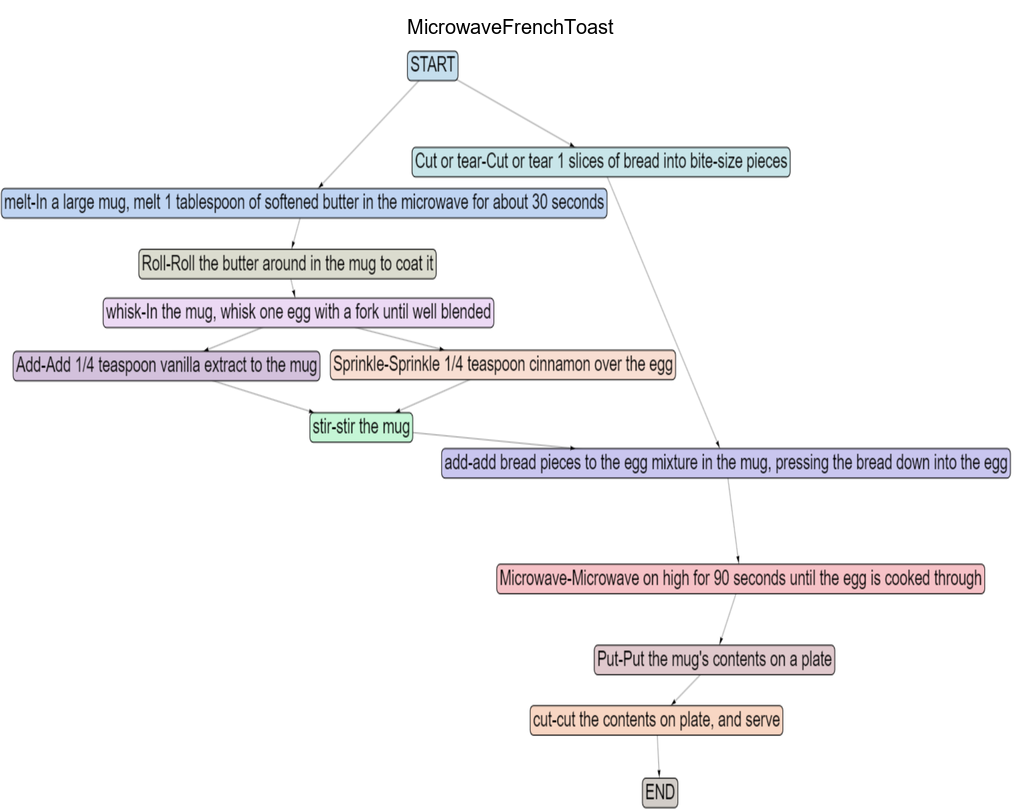 MicrowaveFrenchToast
START
Cut or tear-Cut or tear 1 slices of bread into bite-size pieces
melt-In a large mug, melt 1 tablespoon of softened butter in the microwave for about 30 seconds
Roll-Roll the butter around in the mug to coat it
whisk-In the mug, whisk one egg with a fork until well blended
Add-Add 1/4 teaspoon vanilla extract to the mug
Sprinkle-Sprinkle 1/4 teaspoon cinnamon over the egg
stir-stir the mug
add-add bread pieces to the egg mixture in the mug, pressing the bread down into the egg
Microwave-Microwave on high for 90 seconds until the egg is cooked through
Put-Put the mug's contents on a plate
cut-cut the contents on plate, and serve
END